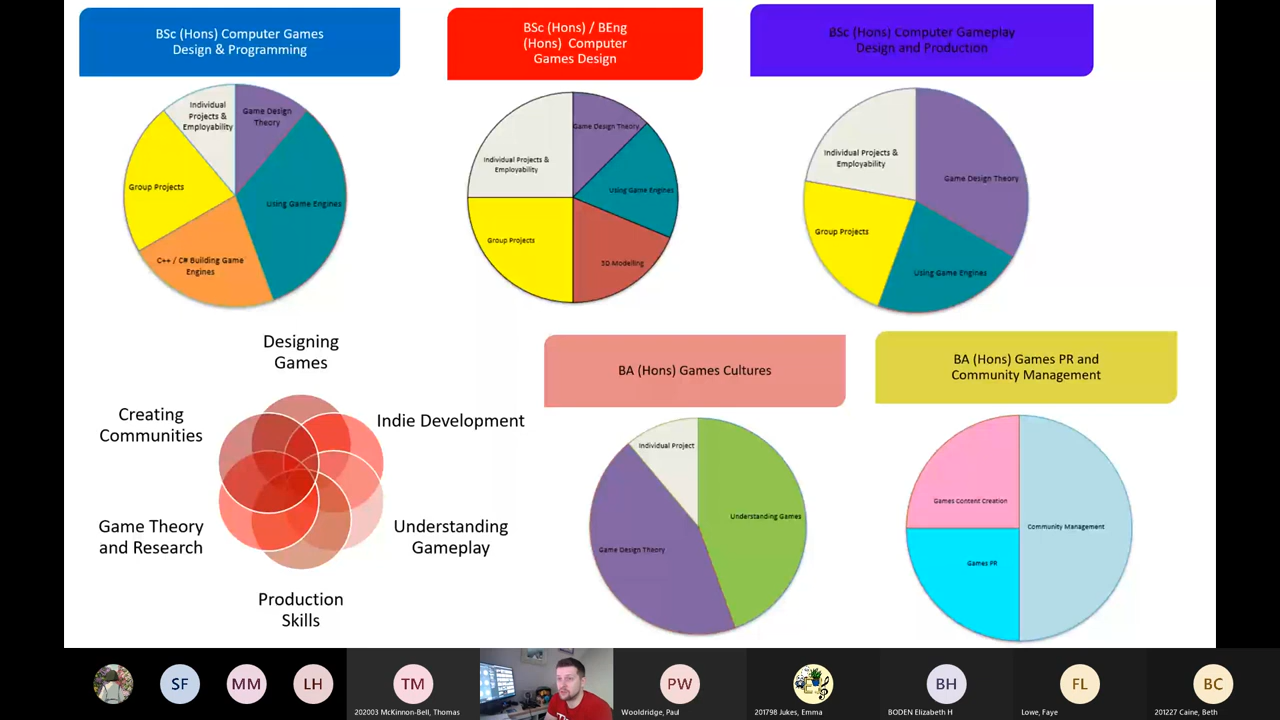 BSc (Hons) Computer Games
Design & Programming
BSc (Hons) / BEng
(Hons) Computer
Games Design
BSc (Hons) Computer Gameplay
Design and Production
Individual
Projects &
Employability
Game Design
Theory
Group Projects
Using Game Engines
C++ / C# Building Game
Engines
Game Design Theory
Individual Projects &
Employability
Using Game Engines
Group Projects
3D Modelling
Individual Projects &
Employability
Game Design Theory
Group Projects
Using Game Engines
Designing
Games
Creating
Communities
Indie Development
Game Theory
and Research
Understanding
Gameplay
Production
Skills
BA (Hons) Games Cultures
BA (Hons) Games PR and
Community Management
Individual Project
Understanding Games
Game Design Theory
Games Content Creation
Community Management
Games PR
SF
MM
LH
TM
202003 McKinnon-Bell, Thomas
PW
Wooldridge, Paul
201798 Jukes, Emma
BH
BODEN Elizabeth H
FL
Lowe, Faye
BC
201227 Caine, Beth